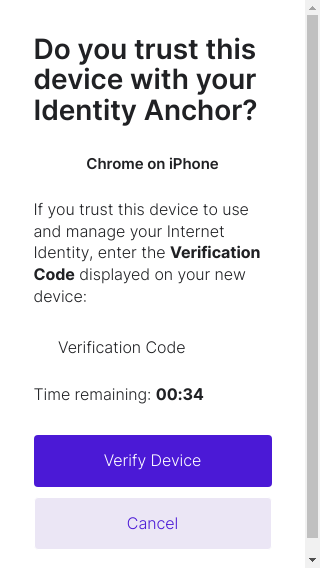 Do you trust this
device with your
Identity Anchor?
Chrome on iPhone
If you trust this device to use
and manage your Internet
Identity, enter the Verification
Code displayed on your new
device:
Verification Code
Time remaining: 00:34
Verify Device
Cancel